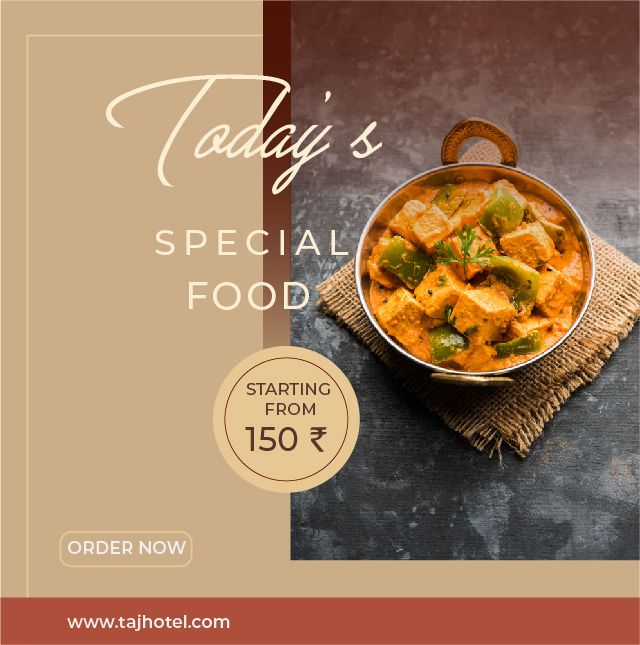 Today's
SPECIAL
FOOD
STARTING
FROM
150 ₹
ORDER NOW
www.tajhotel.com